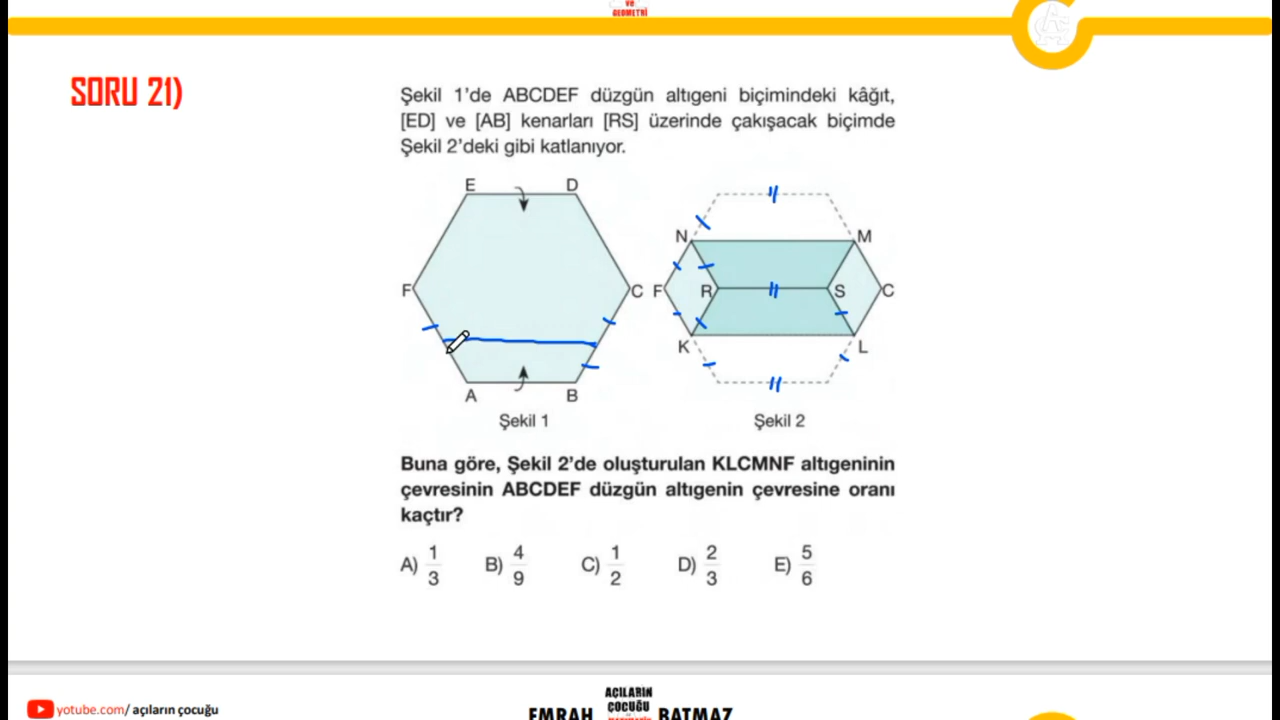 ve
GEOMETRİ
SORU 21)
Şekil 1'de ABCDEF düzgün altıgeni biçimindeki kâğıt,
[ED] ve [AB] kenarları [RS] üzerinde çakışacak biçimde
Şekil 2'deki gibi katlanıyor.
E D
F C
A B
Şekil 1
N M
F R S C
K L
Şekil 2
Buna göre, Şekil 2'de oluşturulan KLCMNF altıgeninin
çevresinin ABCDEF düzgün altıgenin çevresine oranı
kaçtır?
A) 1/3 B) 4/9 C) 1/2 D) 2/3 E) 5/6
yotube.com/ açıların çocuğu
AÇILARIN
ÇOCUĞU
EMRAH BATMAZ